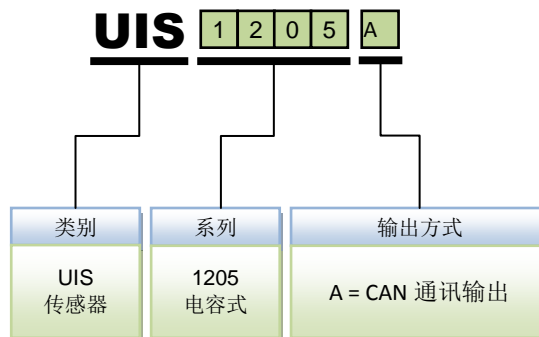 UIS 1 2 0 5 A
类别
系列
输出方式
UIS
传感器
1205
电容式
A = CAN 通讯输出